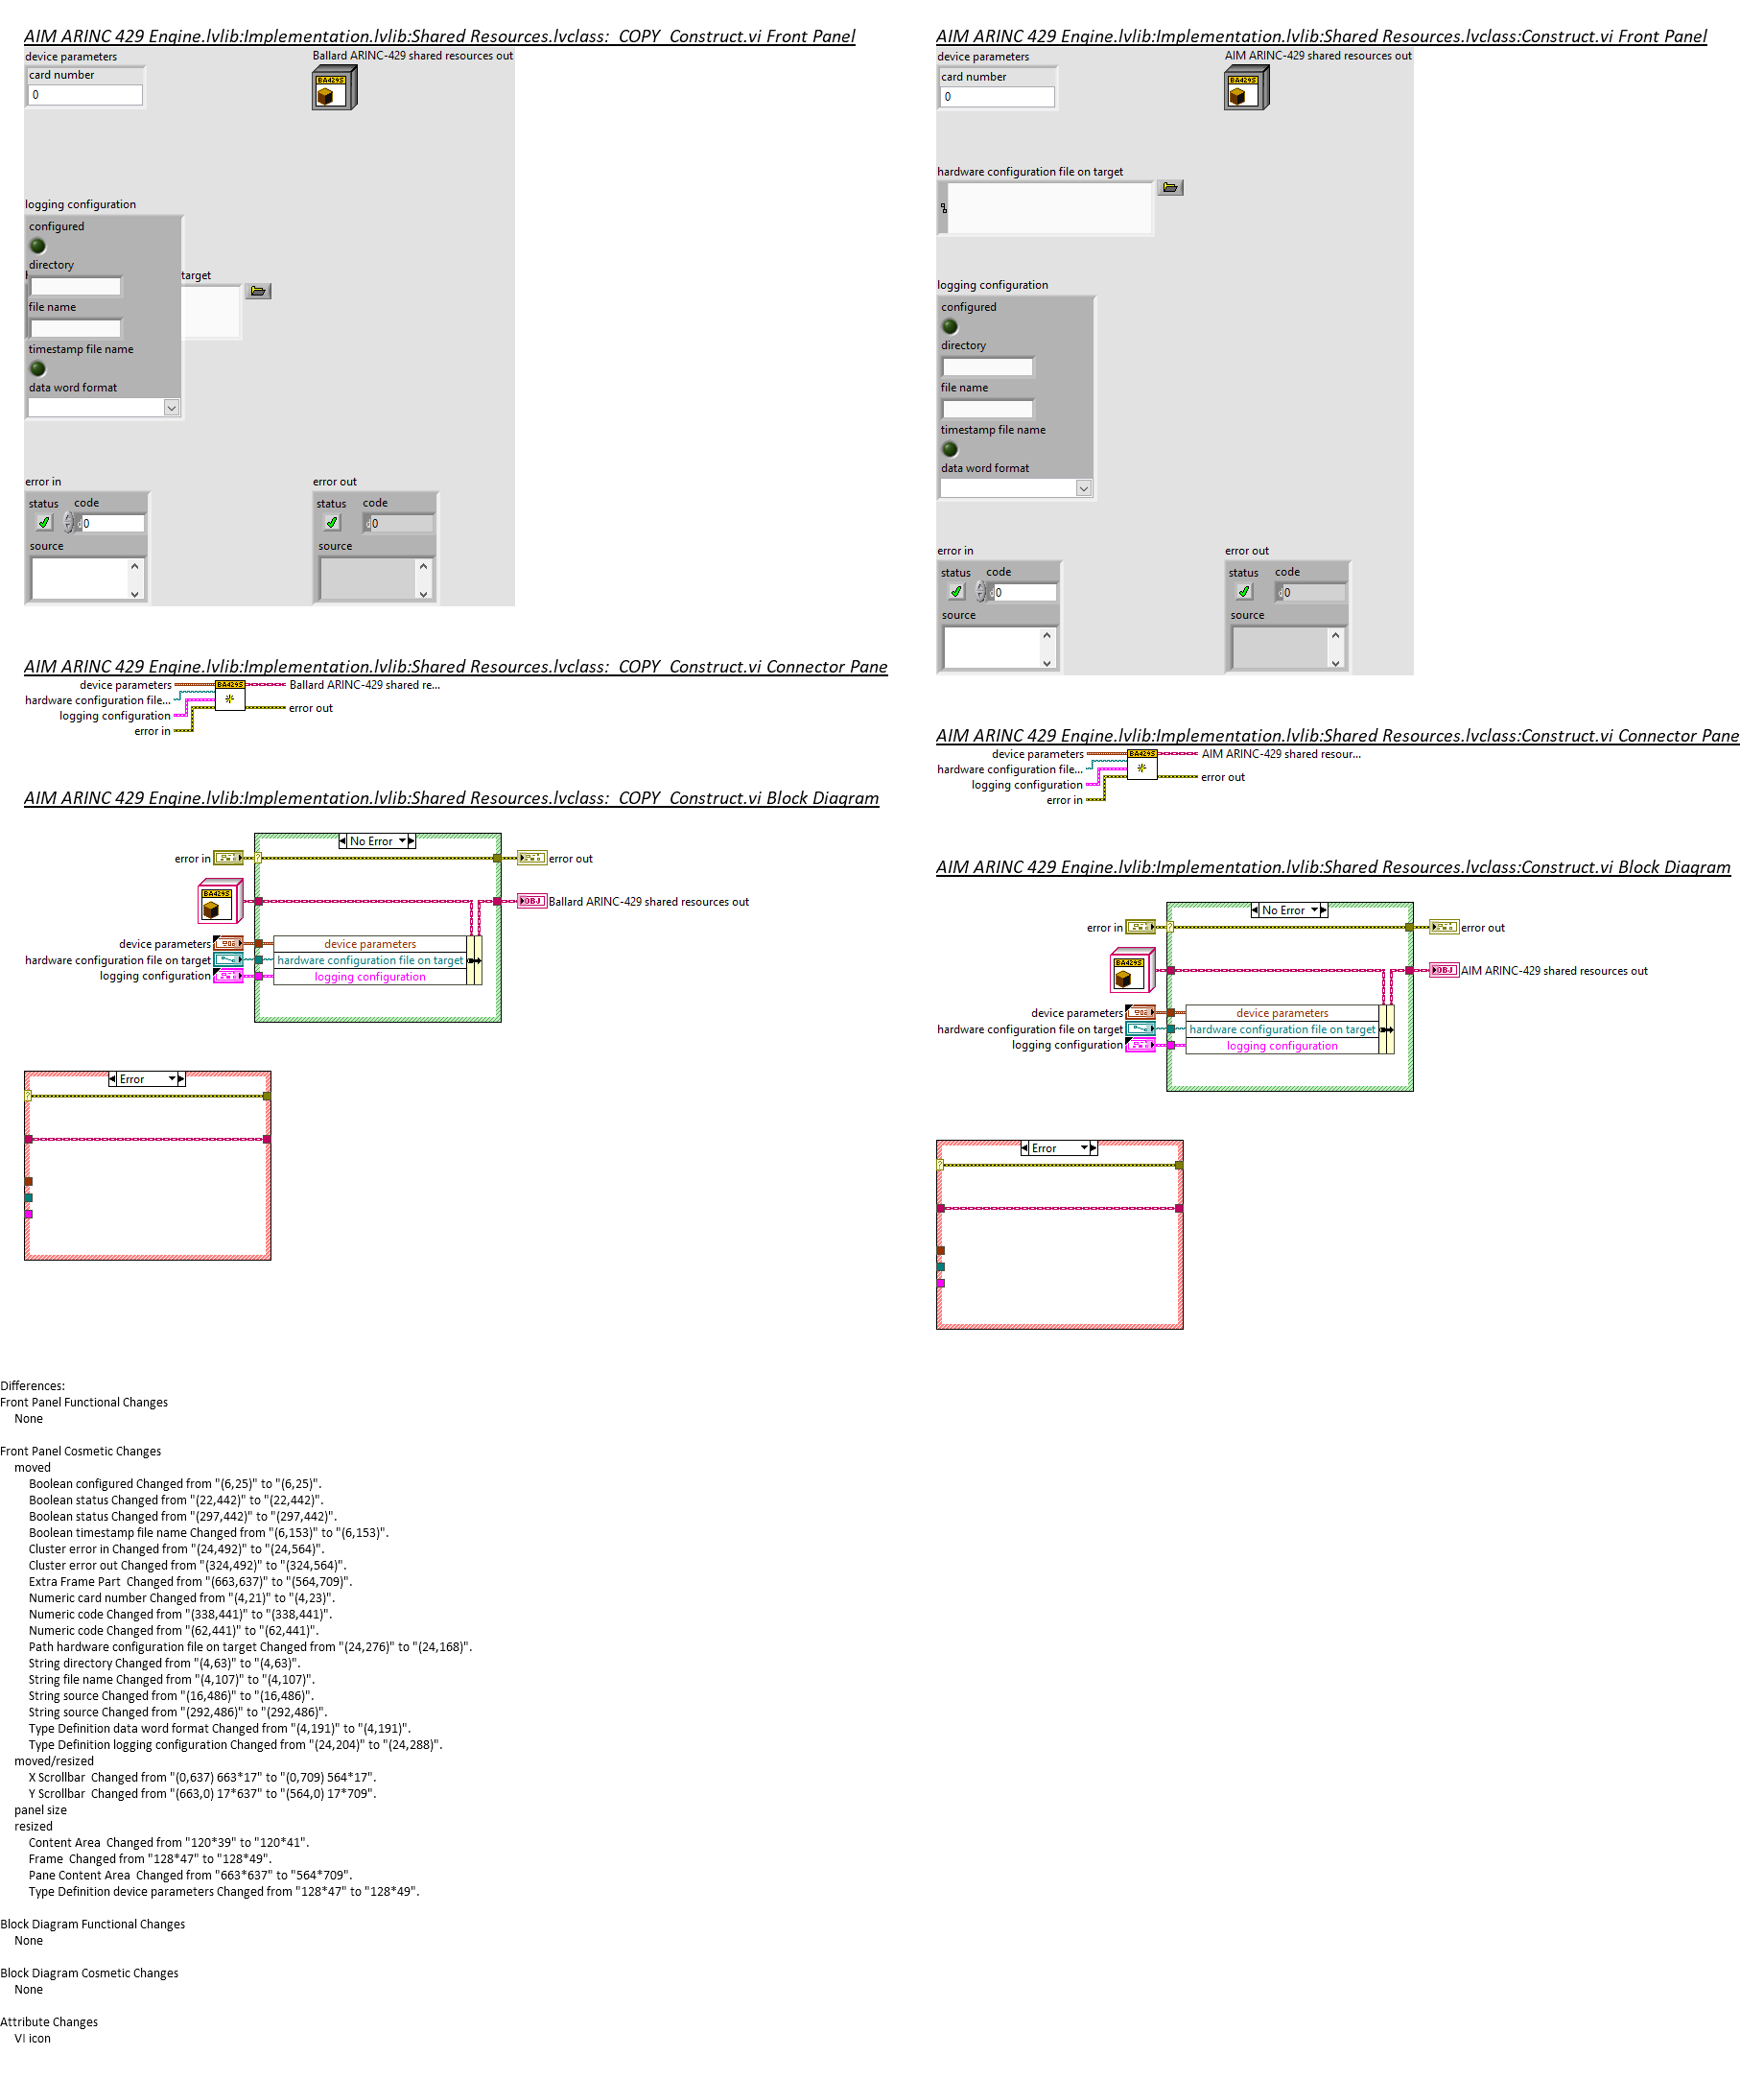 AIM ARINC 429 Engine.lvlib:Implementation.lvlib:Shared Resources.lvclass:_COPY_Construct.vi Front Panel
device parameters
card number
0
Ballard ARINC-429 shared resources out
BA429S
logging configuration
configured
directory
target
file name
timestamp file name
data word format
error in
status code
0
source
error out
status code
d 0
source
AIM ARINC 429 Engine.lvlib:Implementation.lvlib:Shared Resources.lvclass:_COPY_Construct.vi Connector Pane
device parameters
hardware configuration file...
logging configuration
error in
BA429S
Ballard ARINC-429 shared re...
error out
AIM ARINC 429 Engine.lvlib:Implementation.lvlib:Shared Resources.lvclass:_COPY_Construct.vi Block Diagram
No Error
error in
error out
BA429S
OBJ
Ballard ARINC-429 shared resources out
device parameters
device parameters
hardware configuration file on target
hardware configuration file on target
logging configuration
logging configuration
Error
AIM ARINC 429 Engine.lvlib:Implementation.lvlib:Shared Resources.lvclass:Construct.vi Front Panel
device parameters
card number
0
AIM ARINC-429 shared resources out
BA429S
hardware configuration file on target
logging configuration
configured
directory
file name
timestamp file name
data word format
error in
status code
0
source
error out
status code
d 0
source
AIM ARINC 429 Engine.lvlib:Implementation.lvlib:Shared Resources.lvclass:Construct.vi Connector Pane
device parameters
hardware configuration file...
logging configuration
error in
BA429S
AIM ARINC-429 shared resour...
error out
AIM ARINC 429 Engine.lvlib:Implementation.lvlib:Shared Resources.lvclass:Construct.vi Block Diagram
No Error
error in
error out
BA429S
OBJ
AIM ARINC-429 shared resources out
device parameters
device parameters
hardware configuration file on target
hardware configuration file on target
logging configuration
logging configuration
Error
Differences:
Front Panel Functional Changes
None
Front Panel Cosmetic Changes
moved
Boolean configured Changed from "(6,25)" to "(6,25)".
Boolean status Changed from "(22,442)" to "(22,442)".
Boolean status Changed from "(297,442)" to "(297,442)".
Boolean timestamp file name Changed from "(6,153)" to "(6,153)".
Cluster error in Changed from "(24,492)" to "(24,564)".
Cluster error out Changed from "(324,492)" to "(324,564)".
Extra Frame Part  Changed from "(663,637)" to "(564,709)".
Numeric card number Changed from "(4,21)" to "(4,23)".
Numeric code Changed from "(338,441)" to "(338,441)".
Numeric code Changed from "(62,441)" to "(62,441)".
Path hardware configuration file on target Changed from "(24,276)" to "(24,168)".
String directory Changed from "(4,63)" to "(4,63)".
String file name Changed from "(4,107)" to "(4,107)".
String source Changed from "(16,486)" to "(16,486)".
String source Changed from "(292,486)" to "(292,486)".
Type Definition data word format Changed from "(4,191)" to "(4,191)".
Type Definition logging configuration Changed from "(24,204)" to "(24,288)".
moved/resized
X Scrollbar  Changed from "(0,637) 663*17" to "(0,709) 564*17".
Y Scrollbar  Changed from "(663,0) 17*637" to "(564,0) 17*709".
panel size
resized
Content Area  Changed from "120*39" to "120*41".
Frame  Changed from "128*47" to "128*49".
Pane Content Area  Changed from "663*637" to "564*709".
Type Definition device parameters Changed from "128*47" to "128*49".
Block Diagram Functional Changes
None
Block Diagram Cosmetic Changes
None
Attribute Changes
VI icon